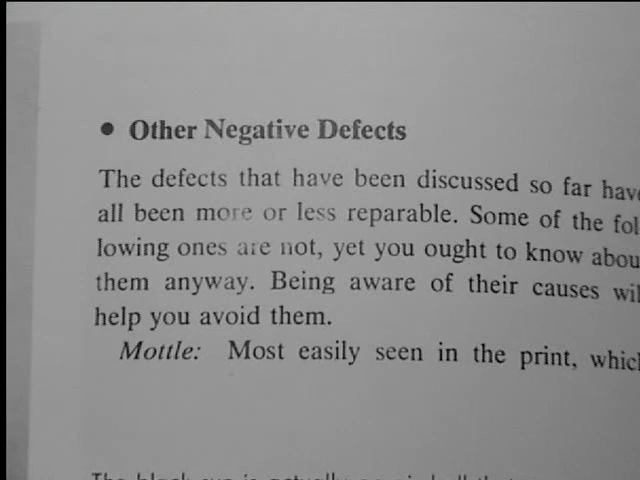 • Other Negative Defects
The defects that have been discussed so far have
all been more or less reparable. Some of the fol
lowing ones are not, yet you ought to know abou
them anyway. Being aware of their causes wil
help you avoid them.
Mottle: Most easily seen in the print, which